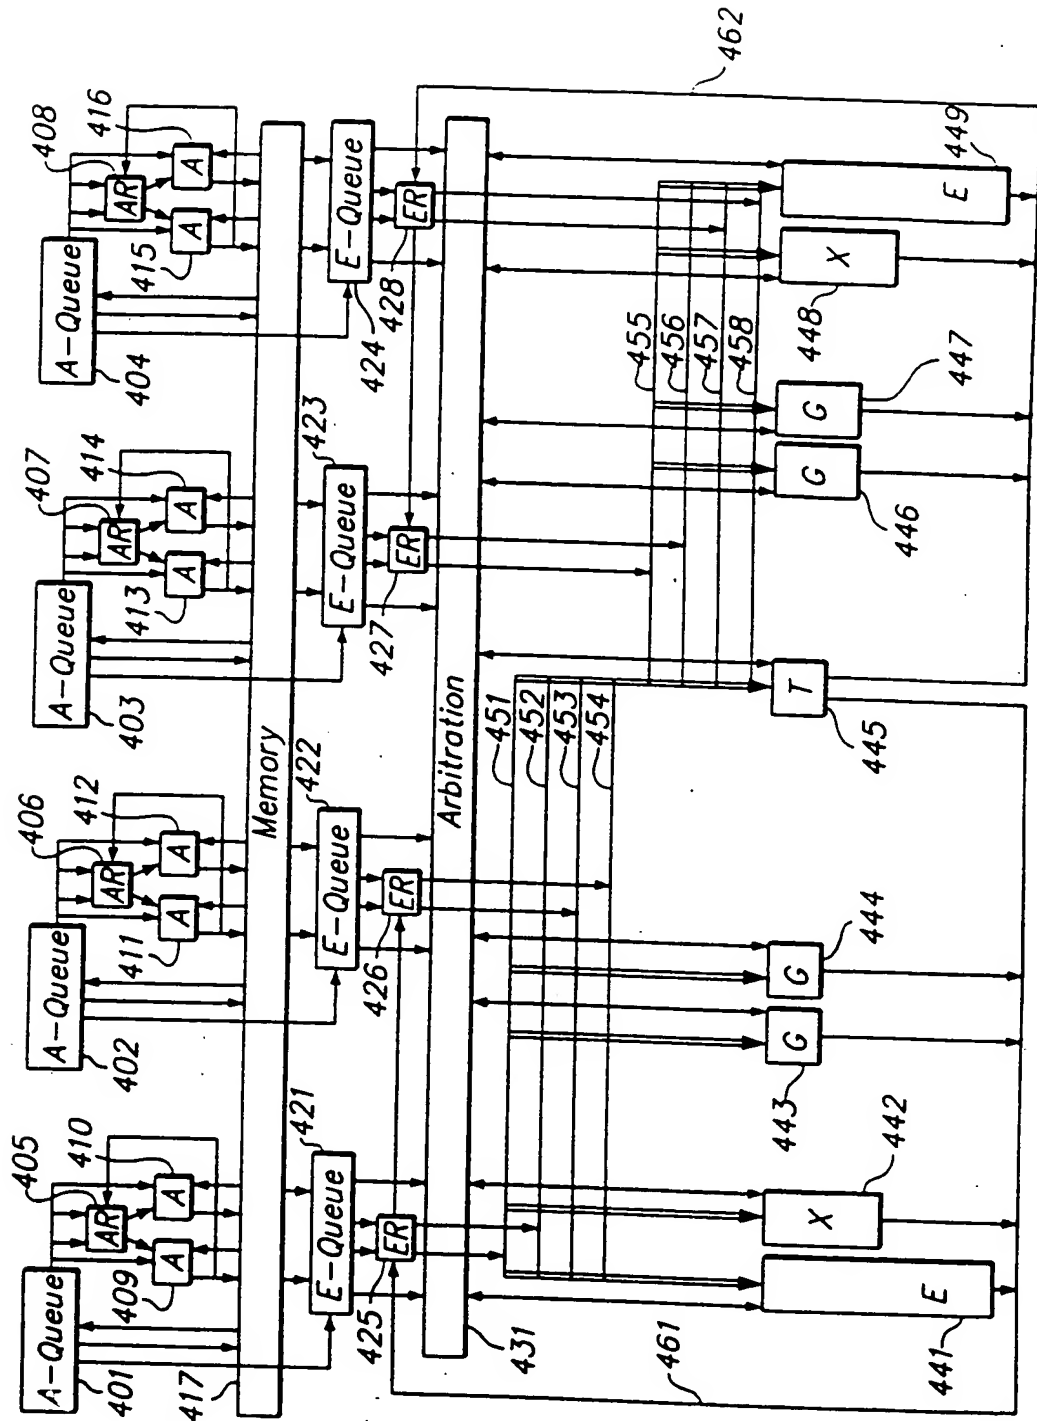 A-Queue
401
405
AR
410
A
409
A
A-Queue
402
406
AR
412
A
411
A
A-Queue
403
407
AR
414
A
413
A
A-Queue
404
408
AR
416
A
415
A
417
Memory
421
E-Queue
422
E-Queue
423
E-Queue
424
E-Queue
425
ER
426
ER
427
ER
428
ER
431
Arbitration
451
452
453
454
455
456
457
458
461
462
E
441
X
442
G
443
G
444
T
445
G
446
G
447
X
448
E
449